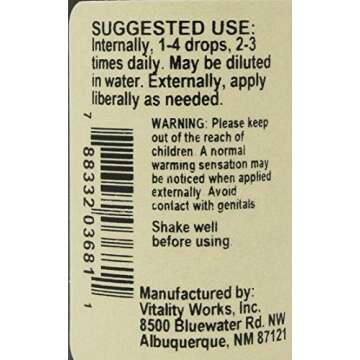 SUGGESTED USE:
Internally, 1-4 drops, 2-3
times daily. May be diluted
in water. Externally, apply
liberally as needed.
WARNING: Please keep
out of the reach of
children. A normal
warming sensation may
be noticed when applied
externally. Avoid
contact with genitals
Shake well
before using.
7 88332 03681 1
Manufactured by:
Vitality Works, Inc.
8500 Bluewater Rd. NW
Albuquerque, NM 87121